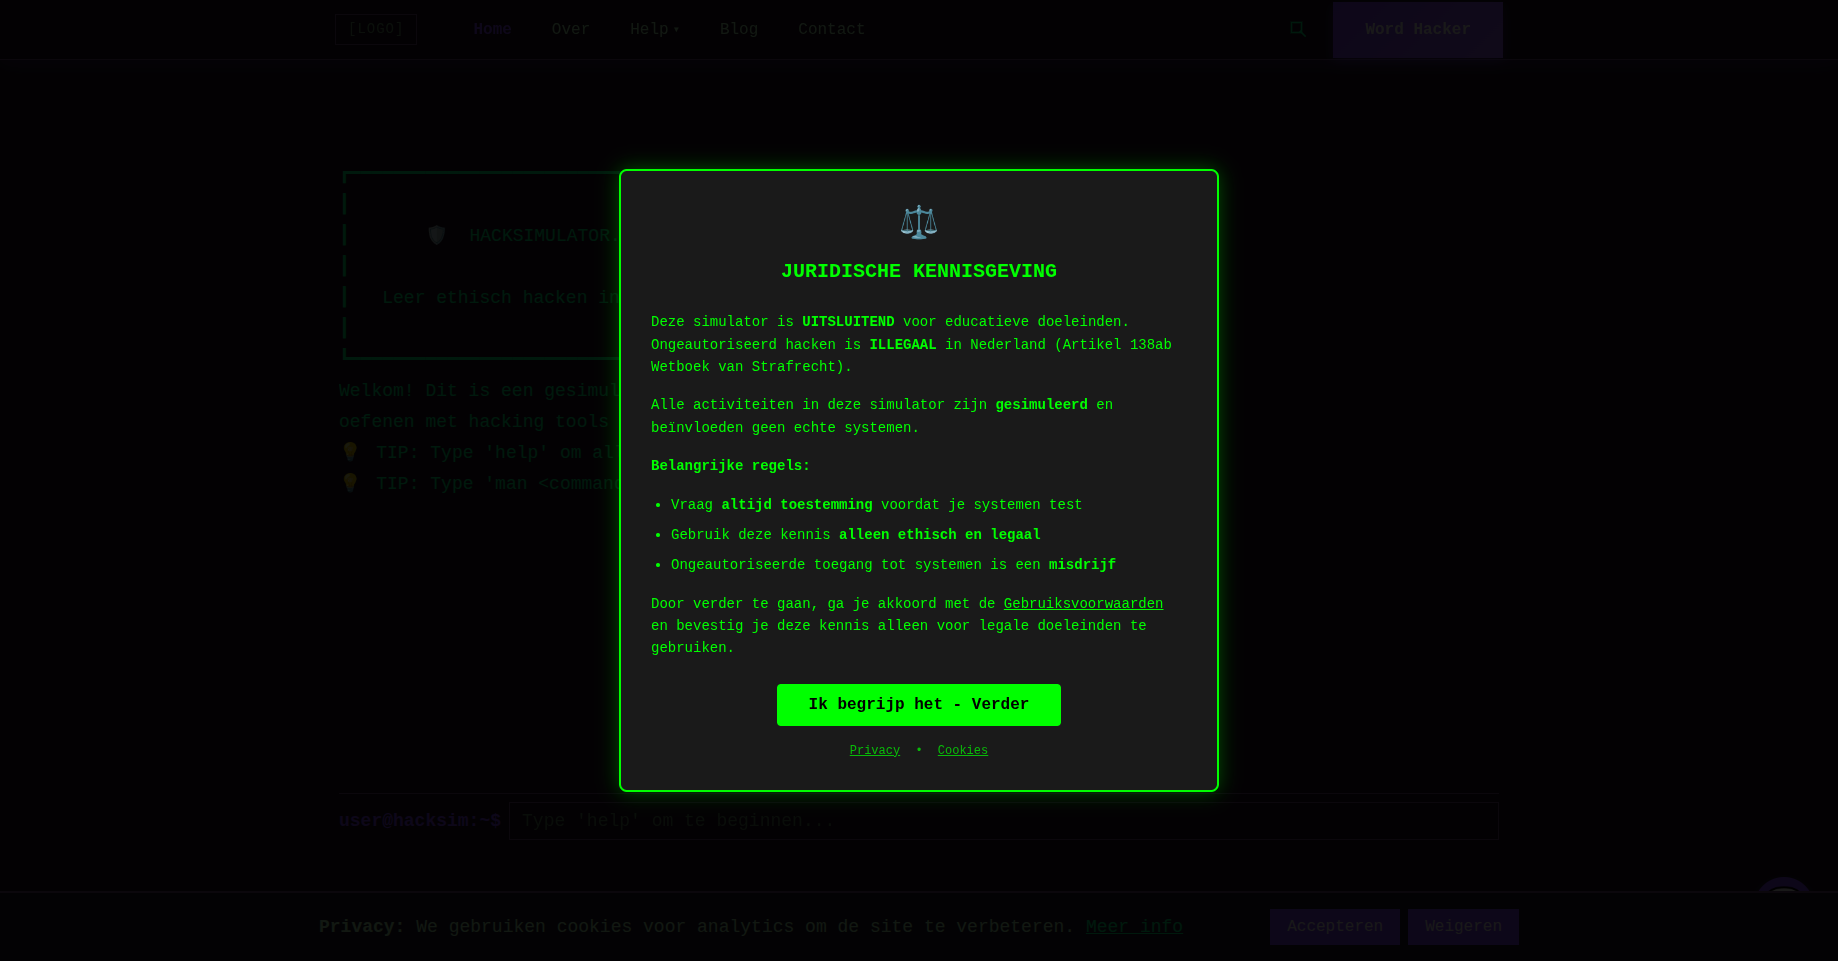 [LOGO] Home Over Help ▾ Blog Contact Word Hacker
HACKSIMULATOR.
Leer ethisch hacken in
Welkom! Dit is een gesimul
oefenen met hacking tools
TIP: Type 'help' om al
TIP: Type 'man <command
JURIDISCHE KENNISGEVING
Deze simulator is UITSLUITEND voor educatieve doeleinden.
Ongeautoriseerd hacken is ILLEGAAL in Nederland (Artikel 138ab
Wetboek van Strafrecht).
Alle activiteiten in deze simulator zijn gesimuleerd en
beïnvloeden geen echte systemen.
Belangrijke regels:
• Vraag altijd toestemming voordat je systemen test
• Gebruik deze kennis alleen ethisch en legaal
• Ongeautoriseerde toegang tot systemen is een misdrijf
Door verder te gaan, ga je akkoord met de Gebruiksvoorwaarden
en bevestig je deze kennis alleen voor legale doeleinden te
gebruiken.
Ik begrijp het - Verder
Privacy • Cookies
user@hacksim:~$ Type 'help' om te beginnen...
Privacy: We gebruiken cookies voor analytics om de site te verbeteren. Meer info Accepteren Weigeren